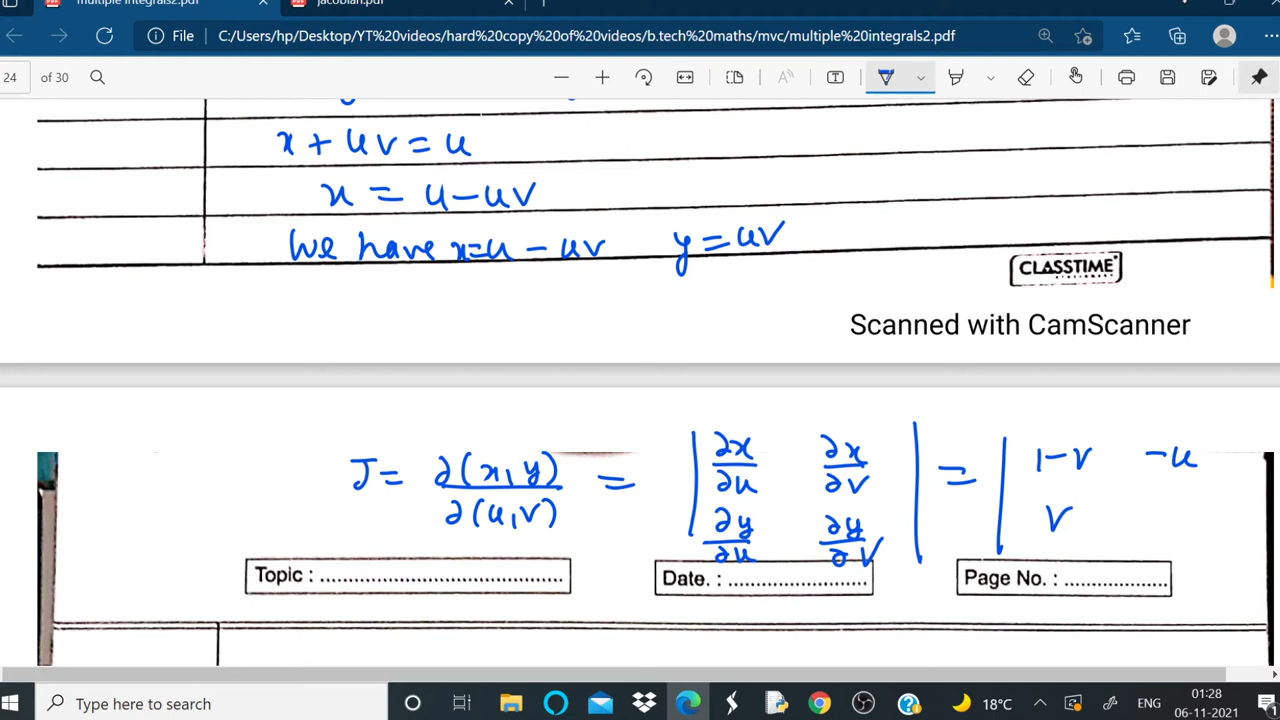 multiple integrals2.pdf
jacobian.pdf
File C:/Users/hp/Desktop/YT%20videos/hard%20copy%20of%20videos/b.tech%20maths/mvc/multiple%20integrals2.pdf
24 of 30
x + uv = u
x = u - uv
We have x=u - uv y = uv
CLASSTIME
Scanned with CamScanner
J = ∂(x,y)/∂(u,v) = | ∂x/∂u ∂x/∂v | = | 1-v -u
| ∂y/∂u ∂y/∂v | | v
Topic : ............................................... Date. : ........................... Page No. : ....................
Type here to search
18°C
ENG
01:28
06-11-2021